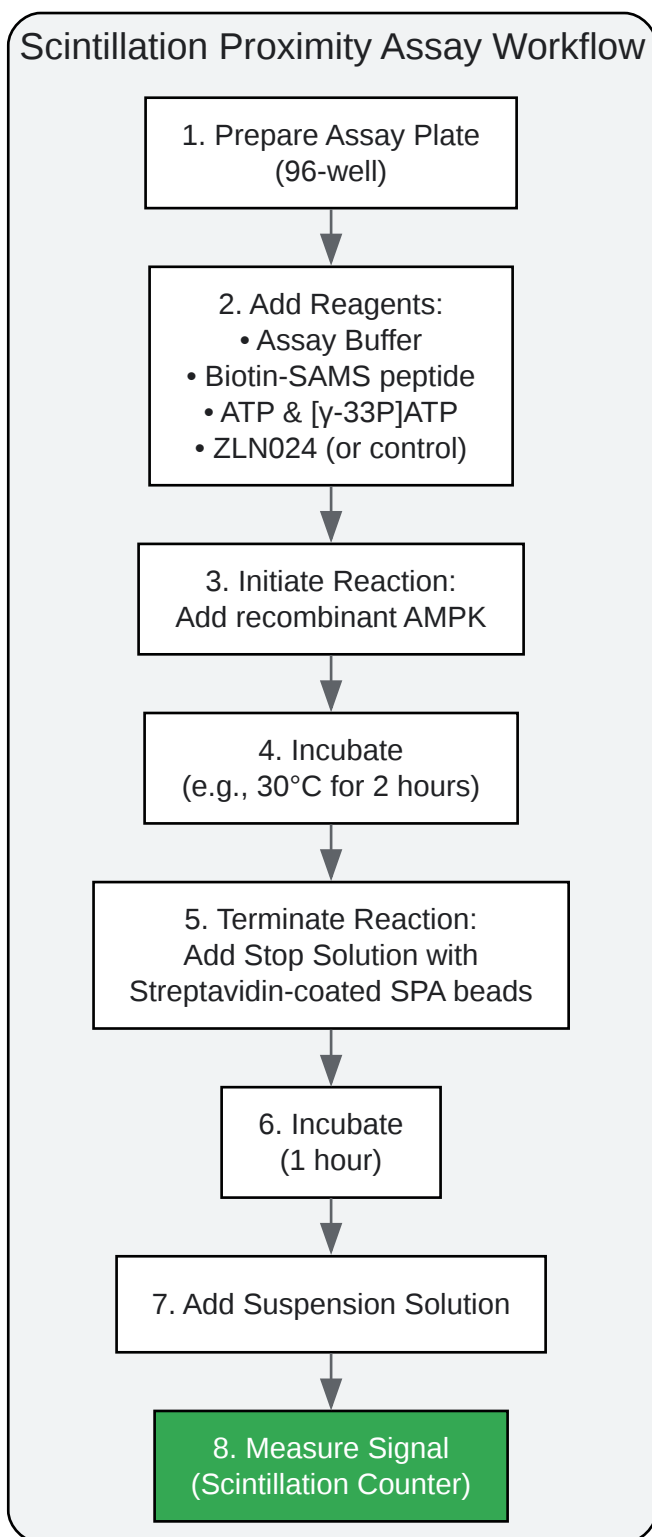 Scintillation Proximity Assay Workflow
1. Prepare Assay Plate
(96-well)
2. Add Reagents:
• Assay Buffer
• Biotin-SAMS peptide
• ATP & [γ-33P]ATP
• ZLN024 (or control)
3. Initiate Reaction:
Add recombinant AMPK
4. Incubate
(e.g., 30°C for 2 hours)
5. Terminate Reaction:
Add Stop Solution with
Streptavidin-coated SPA beads
6. Incubate
(1 hour)
7. Add Suspension Solution
8. Measure Signal
(Scintillation Counter)